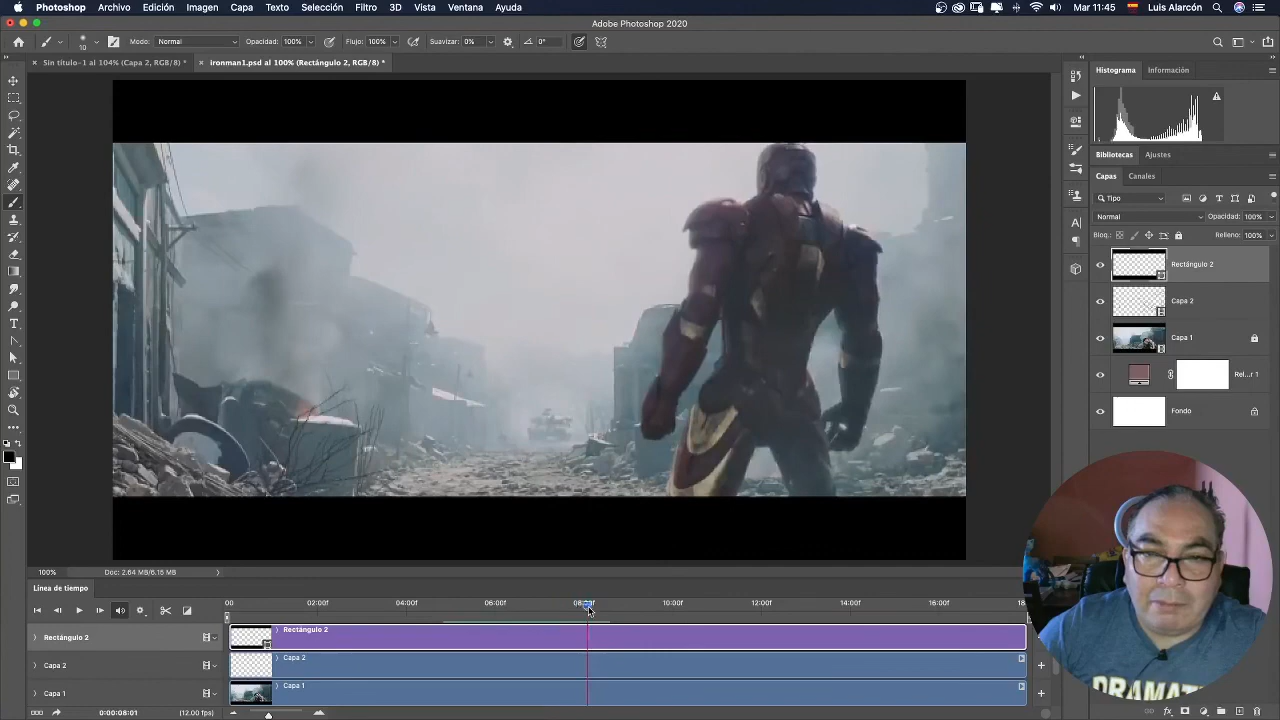 Photoshop Archivo Edición Imagen Capa Texto Selección Filtro 3D Vista Ventana Ayuda Mar 11:45 Luis Alarcón
Adobe Photoshop 2020
10 Modo: Normal Opacidad: 100% Flujo: 100% Suavizar: 0% 0°
Sin título-1 al 104% (Capa 2, RGB/8) * ironman1.psd al 100% (Rectángulo 2, RGB/8) *
Histograma Información
Bibliotecas Ajustes
Capas Canales
Tipo
Normal Opacidad: 100%
Bloq.: Relleno: 100%
Rectángulo 2
Capa 2
Capa 1
Rel...r 1
Fondo
100% Doc: 2.64 MB/6.15 MB
Línea de tiempo
00 02:00f 04:00f 06:00f 10:00f 12:00f 14:00f 16:00f 18
Rectángulo 2 Rectángulo 2
Capa 2 Capa 2
Capa 1 Capa 1
0:00:08:01 (12.00 fps)
DRAMATIC